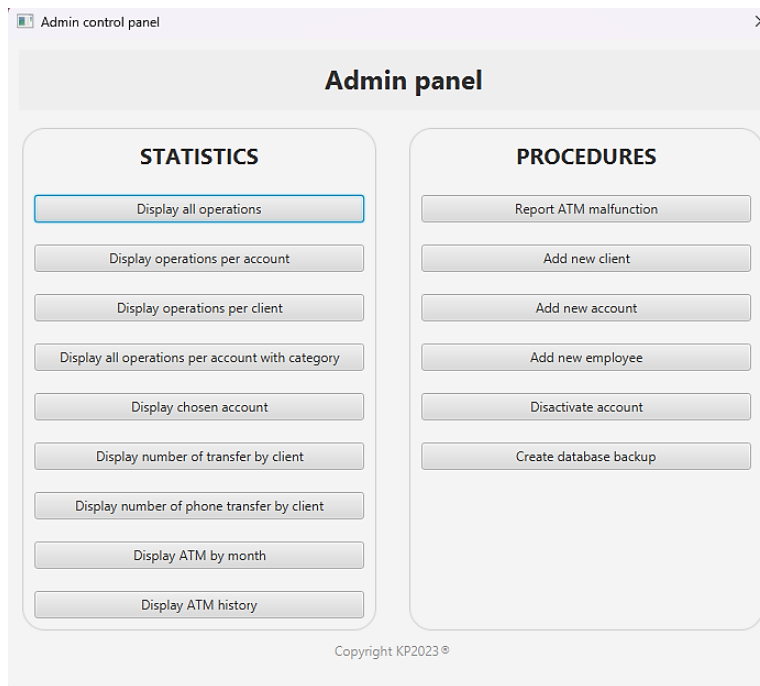 Admin control panel
Admin panel
STATISTICS
Display all operations
Display operations per account
Display operations per client
Display all operations per account with category
Display chosen account
Display number of transfer by client
Display number of phone transfer by client
Display ATM by month
Display ATM history
PROCEDURES
Report ATM malfunction
Add new client
Add new account
Add new employee
Disactivate account
Create database backup
Copyright KP2023®